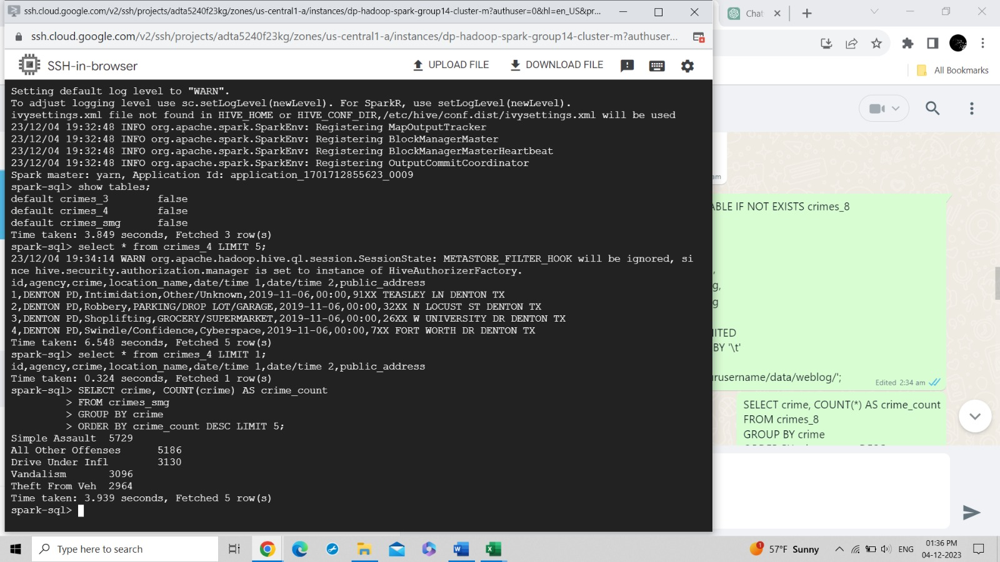 ssh.cloud.google.com/v2/ssh/projects/adta5240f23kg/zones/us-central1-a/instances/dp-hadoop-spark-group14-cluster-m?authuser=0&hl=en_US&pr...
Chat
ssh.cloud.google.com/v2/ssh/projects/adta5240f23kg/zones/us-central1-a/instances/dp-hadoop-spark-group14-cluster-m?authuser...
SSH-in-browser
UPLOAD FILE
DOWNLOAD FILE
All Bookmarks
Setting default log level to "WARN".
To adjust logging level use sc.setLogLevel(newLevel). For SparkR, use setLogLevel(newLevel).
ivysettings.xml file not found in HIVE_HOME or HIVE_CONF_DIR,/etc/hive/conf.dist/ivysettings.xml will be used
23/12/04 19:32:48 INFO org.apache.spark.SparkEnv: Registering MapOutputTracker
23/12/04 19:32:48 INFO org.apache.spark.SparkEnv: Registering BlockManagerMaster
23/12/04 19:32:48 INFO org.apache.spark.SparkEnv: Registering BlockManagerMasterHeartbeat
23/12/04 19:32:48 INFO org.apache.spark.SparkEnv: Registering OutputCommitCoordinator
Spark master: yarn, Application Id: application_1701712855623_0009
spark-sql> show tables;
default crimes_3 false
default crimes_4 false
default crimes_smg false
Time taken: 3.849 seconds, Fetched 3 row(s)
spark-sql> select * from crimes_4 LIMIT 5;
23/12/04 19:34:14 WARN org.apache.hadoop.hive.ql.session.SessionState: METASTORE_FILTER_HOOK will be ignored, si
nce hive.security.authorization.manager is set to instance of HiveAuthorizerFactory.
id,agency,crime,location_name,date/time 1,date/time 2,public_address
1,DENTON PD,Intimidation,Other/Unknown,2019-11-06,00:00,91XX TEASLEY LN DENTON TX
2,DENTON PD,Robbery,PARKING/DROP LOT/GARAGE,2019-11-06,00:00,32XX N LOCUST ST DENTON TX
3,DENTON PD,Shoplifting,GROCERY/SUPERMARKET,2019-11-06,00:00,26XX W UNIVERSITY DR DENTON TX
4,DENTON PD,Swindle/Confidence,Cyberspace,2019-11-06,00:00,7XX FORT WORTH DR DENTON TX
Time taken: 6.548 seconds, Fetched 5 row(s)
spark-sql> select * from crimes_4 LIMIT 1;
id,agency,crime,location_name,date/time 1,date/time 2,public_address
Time taken: 0.324 seconds, Fetched 1 row(s)
spark-sql> SELECT crime, COUNT(crime) AS crime_count
> FROM crimes_smg
> GROUP BY crime
> ORDER BY crime_count DESC LIMIT 5;
Simple Assault 5729
All Other Offenses 5186
Drive Under Infl 3130
Vandalism 3096
Theft From Veh 2964
Time taken: 3.939 seconds, Fetched 5 row(s)
spark-sql>
am
ABLE IF NOT EXISTS crimes_8
,
g,
g
ITED
BY '\t'
urusername/data/weblog/';
Edited 2:34 am
SELECT crime, COUNT(*) AS crime_count
FROM crimes_8
GROUP BY crime
Type here to search
1
57°F Sunny
ENG
01:36 PM
04-12-2023